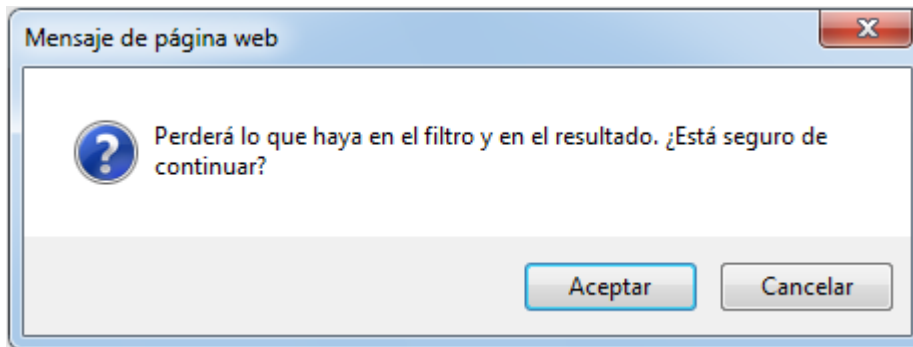 Mensaje de página web
Perderá lo que haya en el filtro y en el resultado. ¿Está seguro de
continuar?
Aceptar
Cancelar